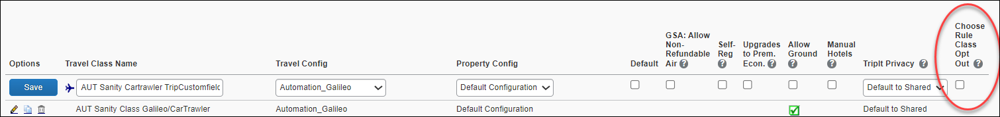 Options
Travel Class Name
Travel Config
Property Config
Default
GSA: Allow
Non-
Refundable
Air ?
Self-
Reg ?
Upgrades
to Prem.
Econ. ?
Allow
Ground
?
Manual
Hotels ?
TripIt Privacy ?
Choose
Rule
Class
Opt
Out ?
Save
AUT Sanity Cartrawler TripCustomfield
Automation_Galileo
Default Configuration
Default to Shared
AUT Sanity Class Galileo/CarTrawler
Automation_Galileo
Default Configuration
Default to Shared